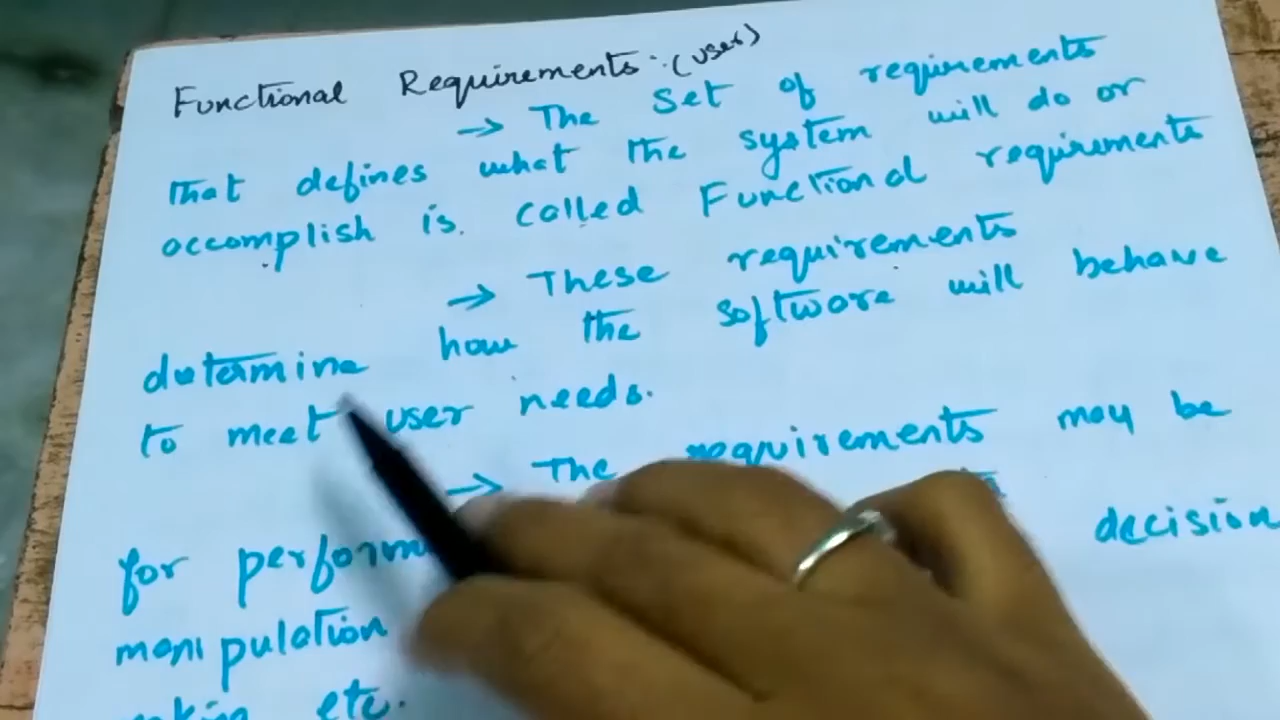 Functional Requirements:(user)
→ The set of requirements
that defines what the system will do or
accomplish is called Functional requirements
→ These requirements
determine how the software will behave
to meet user needs.
→ The requirements may be
for decision
manipulation
etc.